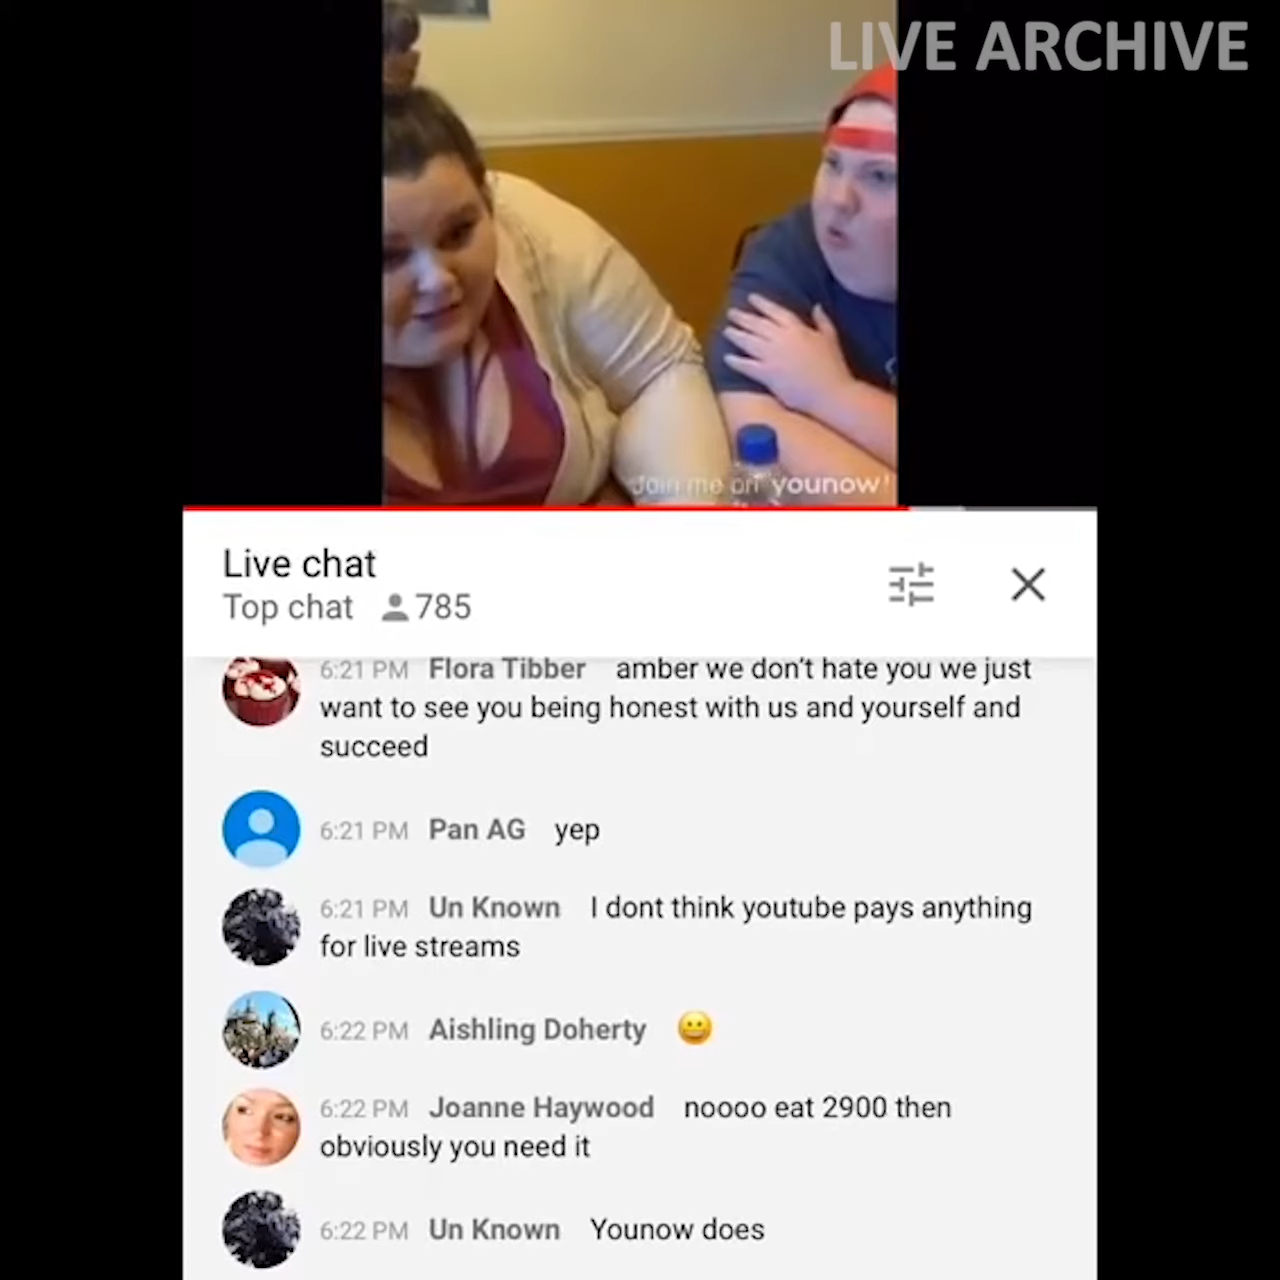 LIVE ARCHIVE
Join me on younow!
Live chat
Top chat 785
6:21 PM Flora Tibber amber we don't hate you we just
want to see you being honest with us and yourself and
succeed
6:21 PM Pan AG yep
6:21 PM Un Known I dont think youtube pays anything
for live streams
6:22 PM Aishling Doherty 😀
6:22 PM Joanne Haywood noooo eat 2900 then
obviously you need it
6:22 PM Un Known Younow does